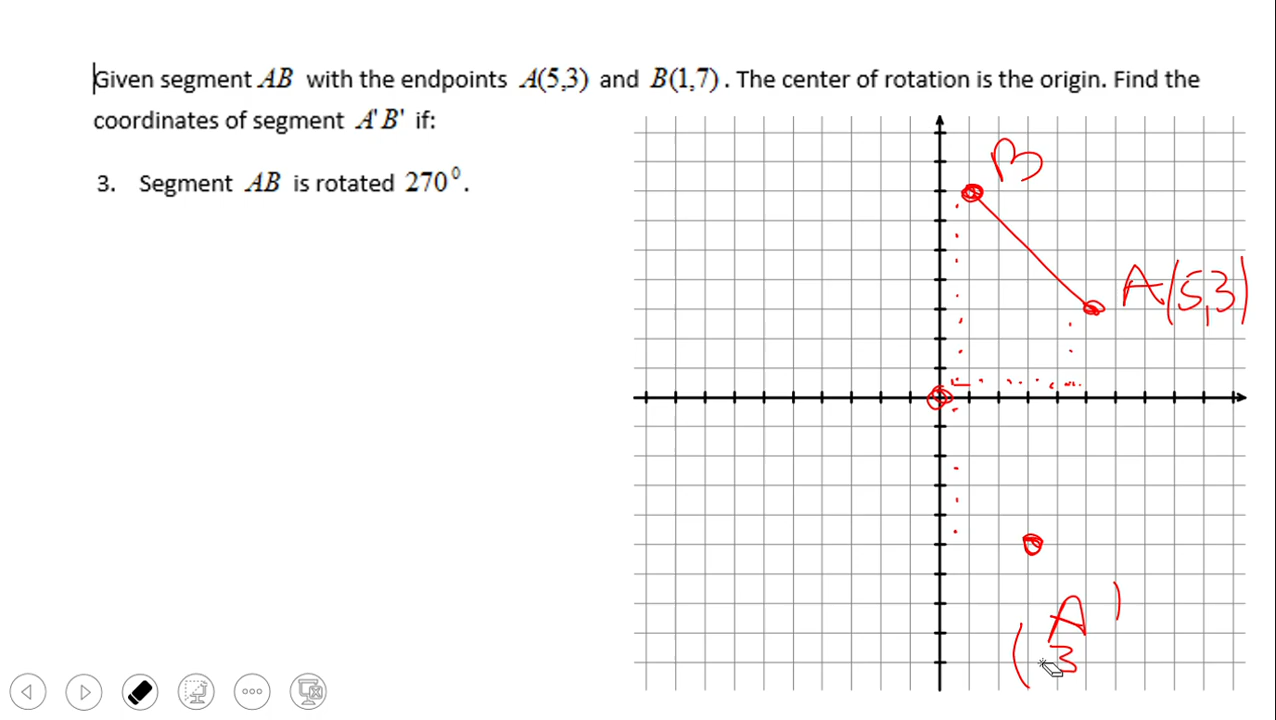 Given segment AB with the endpoints A(5,3) and B(1,7). The center of rotation is the origin. Find the
coordinates of segment A'B' if:
3. Segment AB is rotated 270⁰.
B
A(5,3)
A'
(3